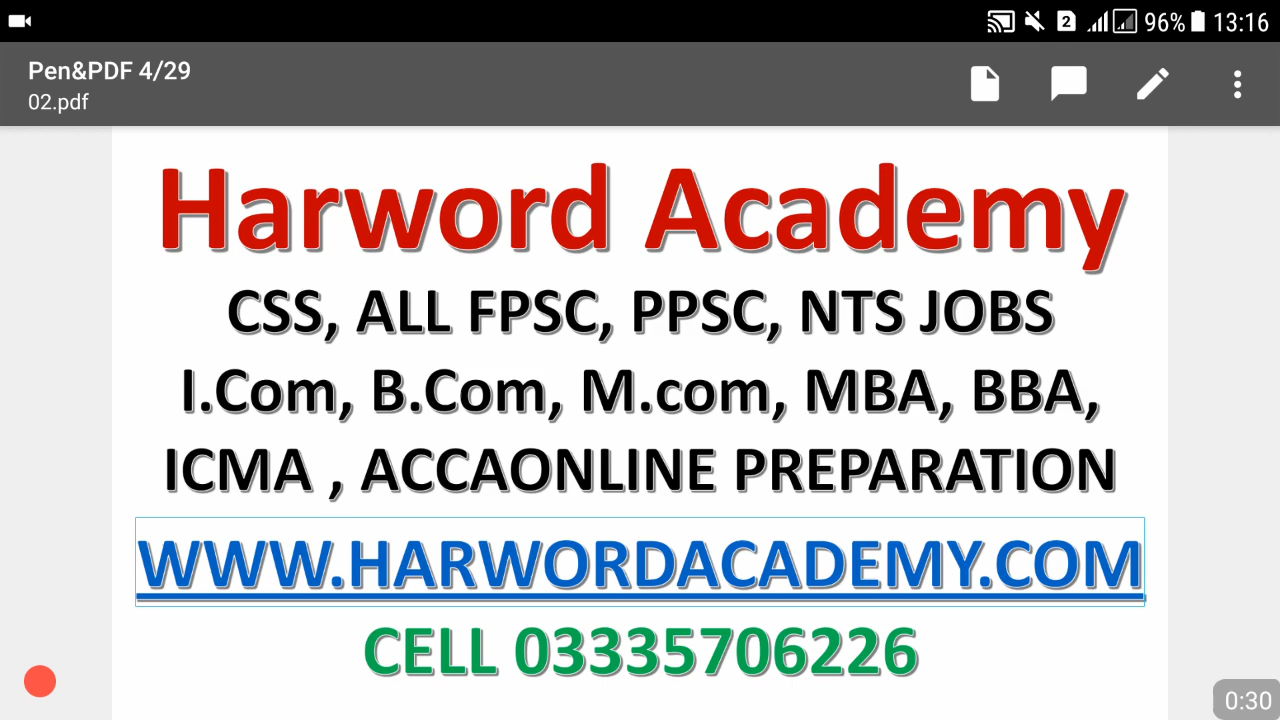 2 96% 13:16
Pen&PDF 4/29
02.pdf
Harword Academy
CSS, ALL FPSC, PPSC, NTS JOBS
I.Com, B.Com, M.com, MBA, BBA,
ICMA , ACCAONLINE PREPARATION
WWW.HARWORDACADEMY.COM
CELL 03335706226
0:30